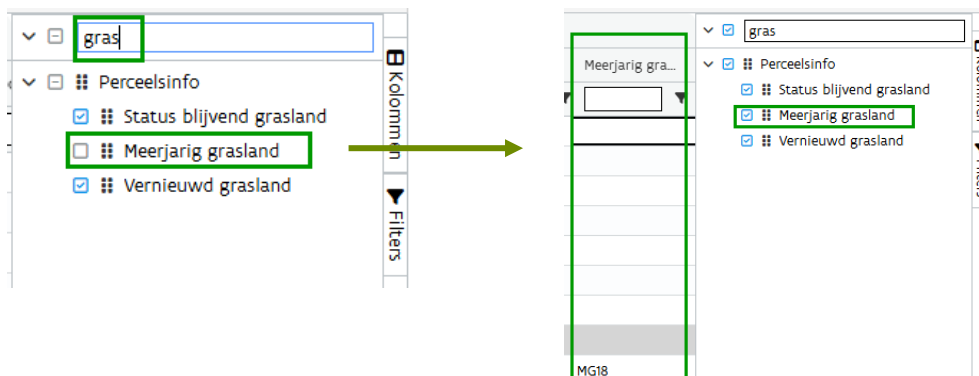 gras
Perceelsinfo
Status blijvend grasland
Meerjarig grasland
Vernieuwd grasland
Kolommen
Filters
Meerjarig gra...
MG18
gras
Perceelsinfo
Status blijvend grasland
Meerjarig grasland
Vernieuwd grasland